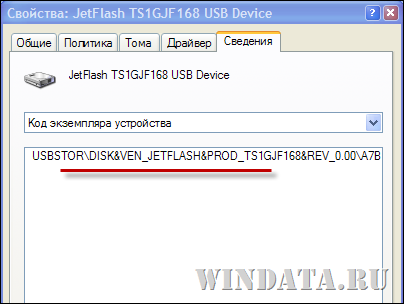 Свойства: JetFlash TS1GJF168 USB Device
Общие Политика Тома Драйвер Сведения
JetFlash TS1GJF168 USB Device
Код экземпляра устройства
USBSTOR\DISK&VEN_JETFLASH&PROD_TS1GJF168&REV_0.00\A7B
WINDATA.RU